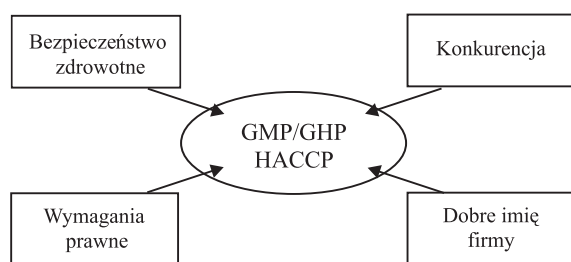 Bezpieczeństwo
zdrowotne
Konkurencja
GMP/GHP
HACCP
Wymagania
prawne
Dobre imię
firmy